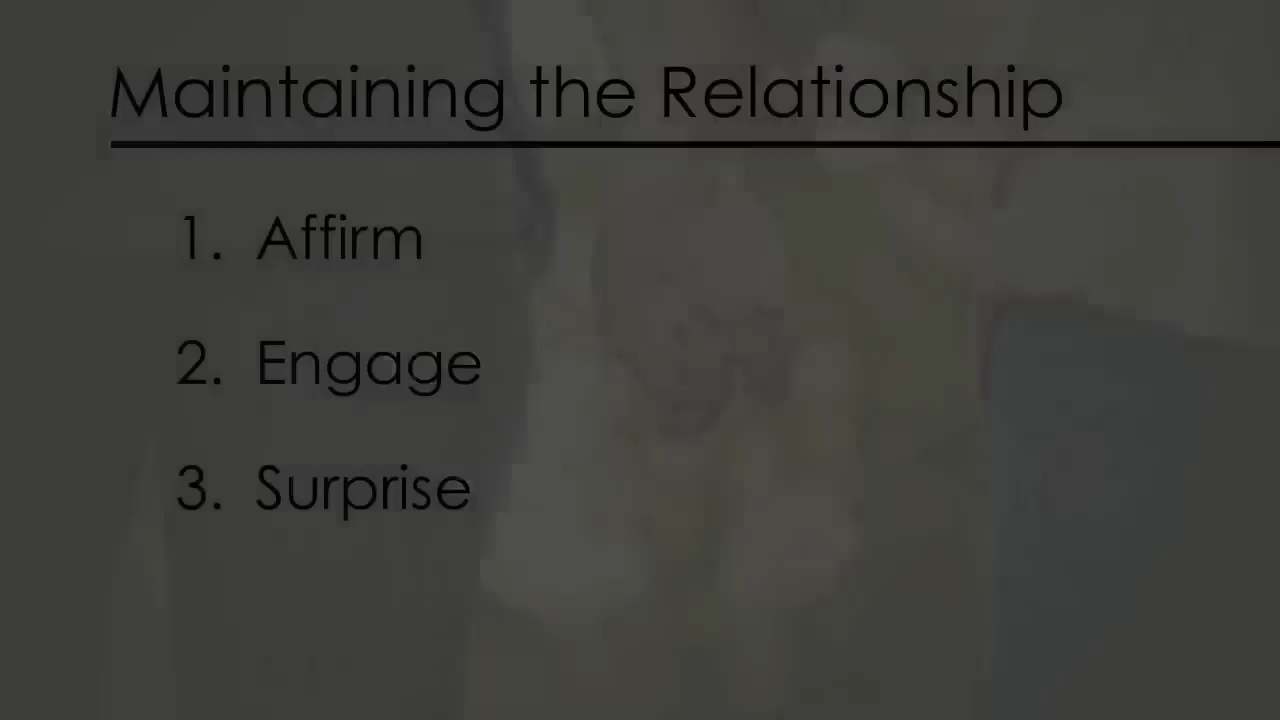 Maintaining the Relationship
1. Affirm
2. Engage
3. Surprise